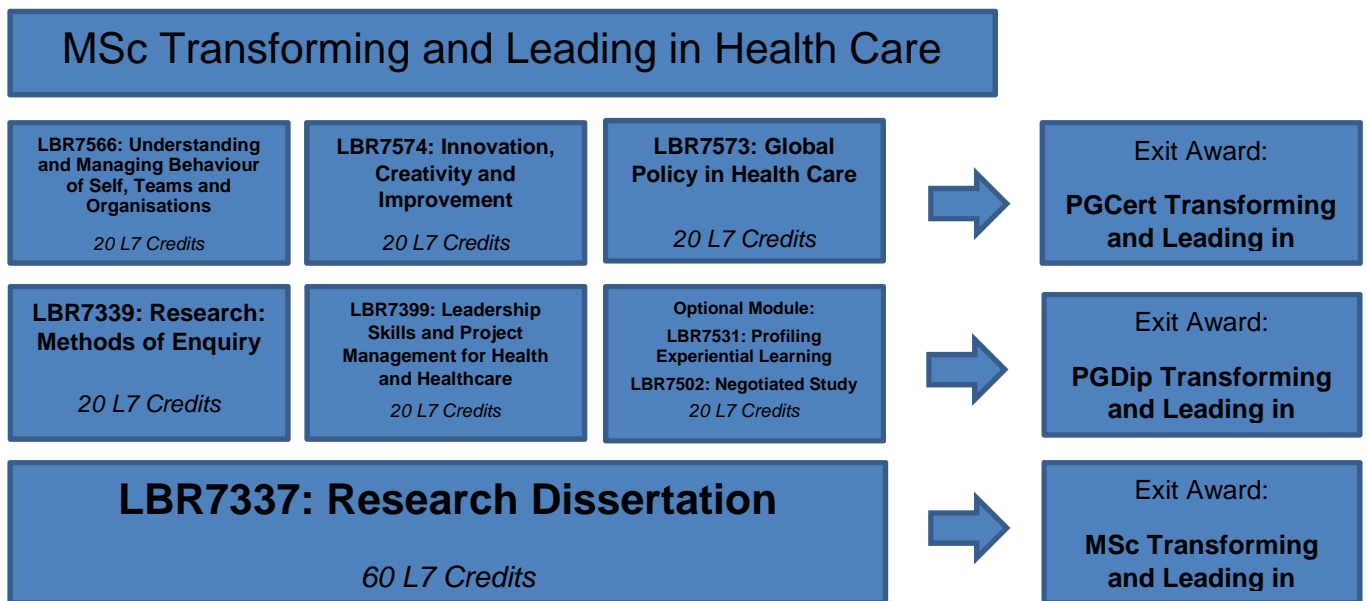 MSc Transforming and Leading in Health Care
LBR7566: Understanding
and Managing Behaviour
of Self, Teams and
Organisations
20 L7 Credits
LBR7574: Innovation,
Creativity and
Improvement
20 L7 Credits
LBR7573: Global
Policy in Health Care
20 L7 Credits
Exit Award:
PGCert Transforming
and Leading in
LBR7339: Research:
Methods of Enquiry
20 L7 Credits
LBR7399: Leadership
Skills and Project
Management for Health
and Healthcare
20 L7 Credits
Optional Module:
LBR7531: Profiling
Experiential Learning
LBR7502: Negotiated Study
20 L7 Credits
Exit Award:
PGDip Transforming
and Leading in
LBR7337: Research Dissertation
60 L7 Credits
Exit Award:
MSc Transforming
and Leading in